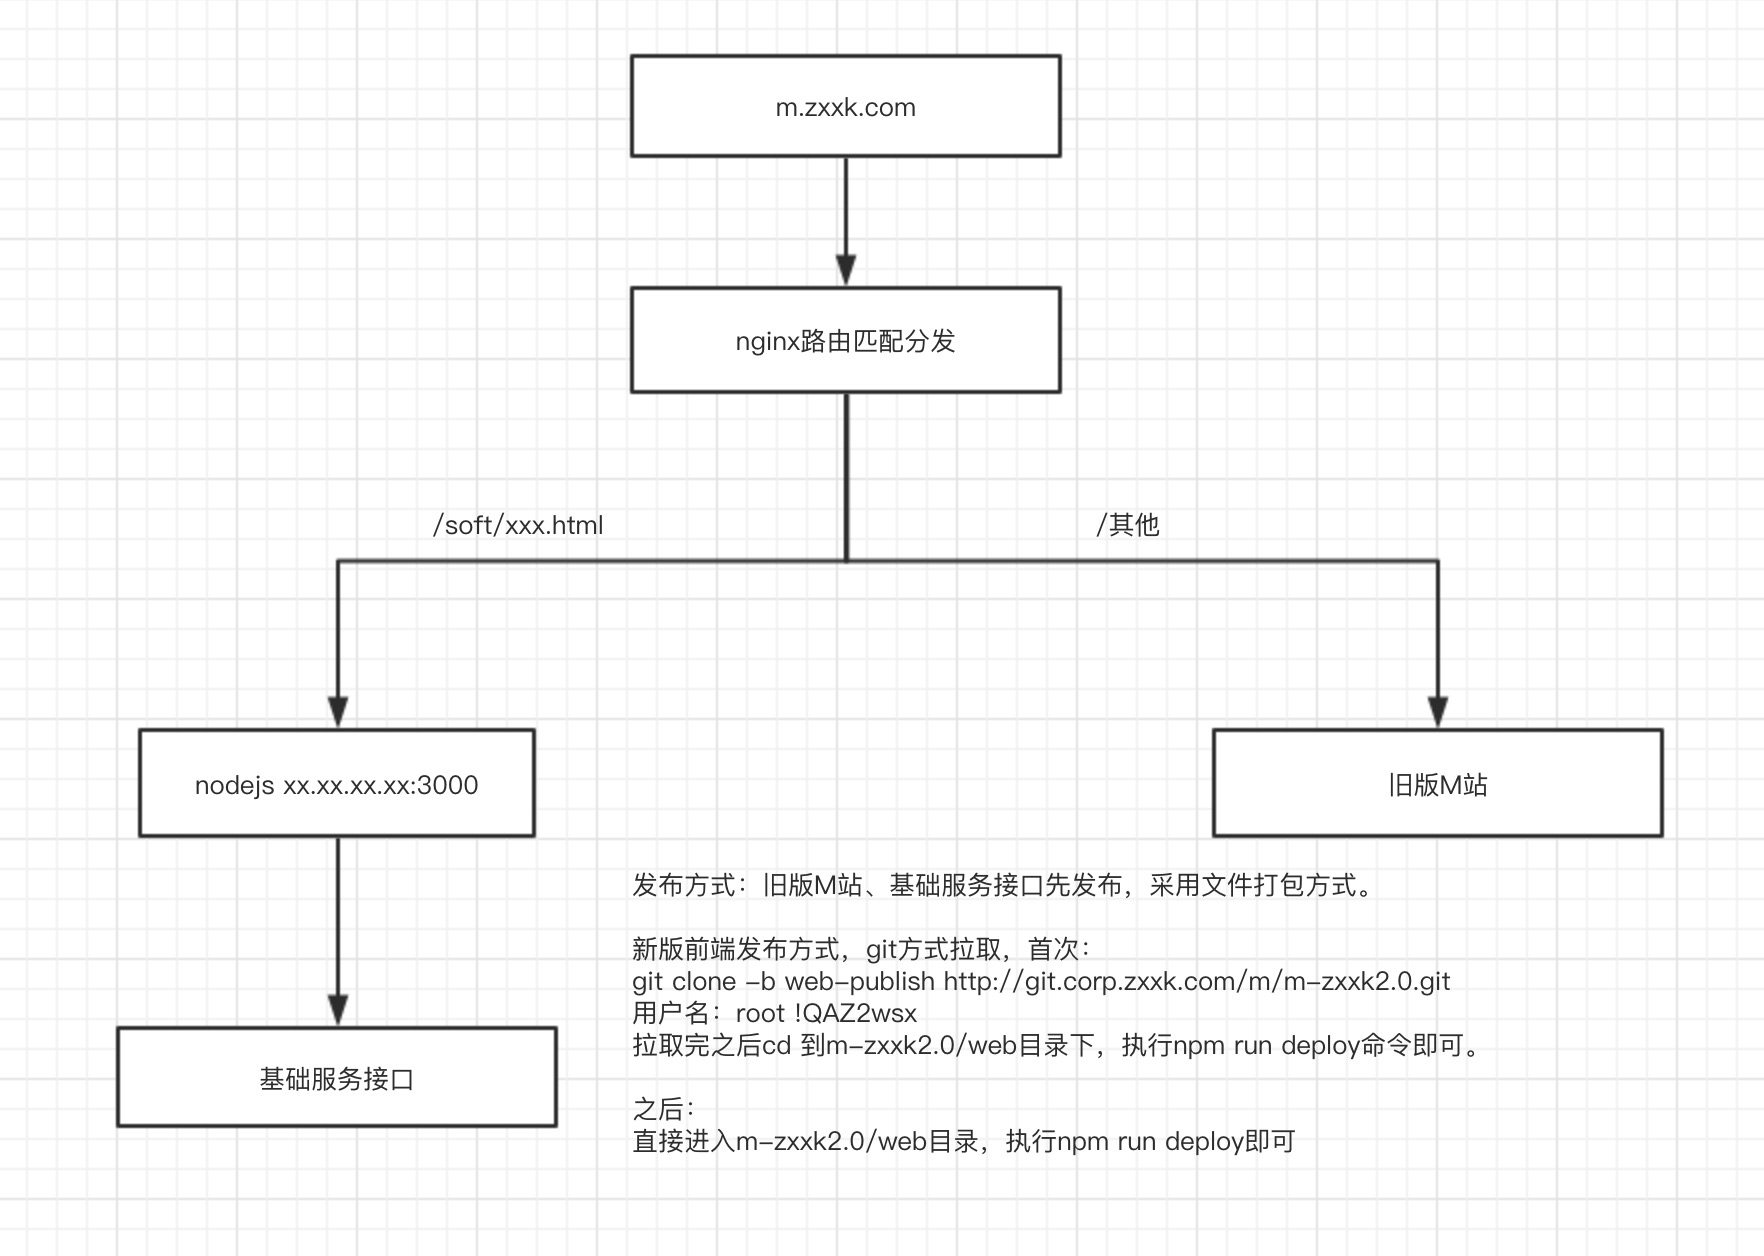 m.zxxk.com
nginx路由匹配分发
/soft/xxx.html
/其他
nodejs xx.xx.xx.xx:3000
旧版M站
基础服务接口
发布方式：旧版M站、基础服务接口先发布，采用文件打包方式。
新版前端发布方式，git方式拉取，首次：
git clone -b web-publish http://git.corp.zxxk.com/m/m-zxxk2.0.git
用户名：root !QAZ2wsx
拉取完之后cd 到m-zxxk2.0/web目录下，执行npm run deploy命令即可。
之后：
直接进入m-zxxk2.0/web目录，执行npm run deploy即可